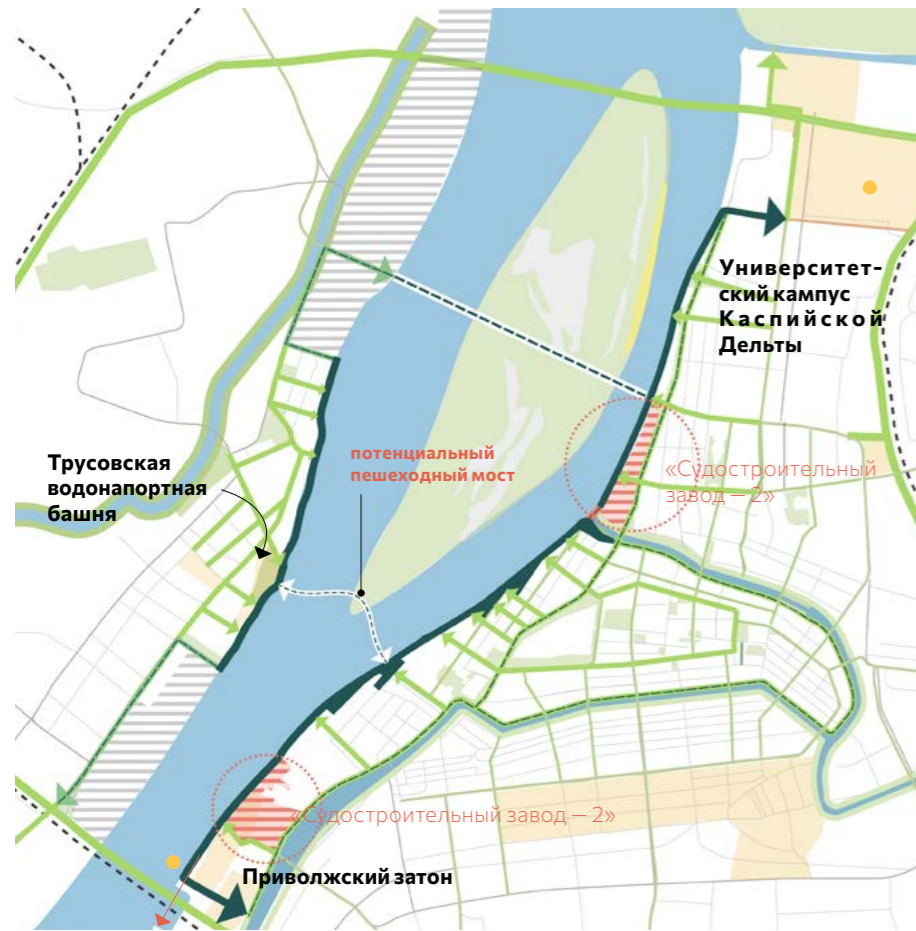 Университет-
ский кампус
Каспийской
Дельты
Трусовская
водонапортная
башня
потенциальный
пешеходный мост
«Судостроительный
завод – 2»
«Судостроительный завод – 2»
Приволжский затон